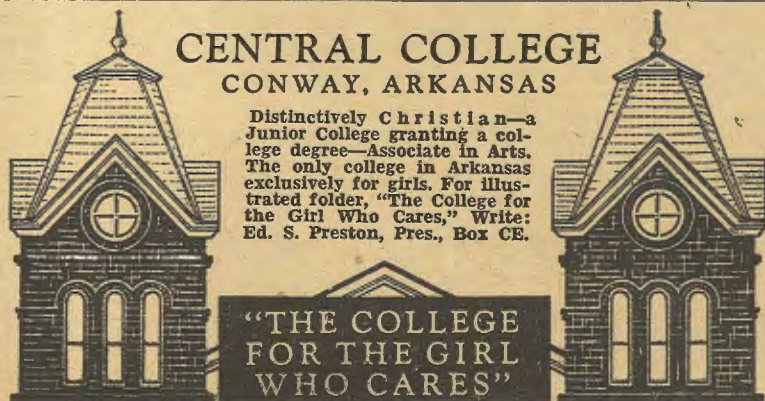 CENTRAL COLLEGE
CONWAY, ARKANSAS
Distinctively Christian—a
Junior College granting a col-
lege degree—Associate in Arts.
The only college in Arkansas
exclusively for girls. For illus-
trated folder, "The College for
the Girl Who Cares," Write:
Ed. S. Preston, Pres., Box CE.
"THE COLLEGE
FOR THE GIRL
WHO CARES"